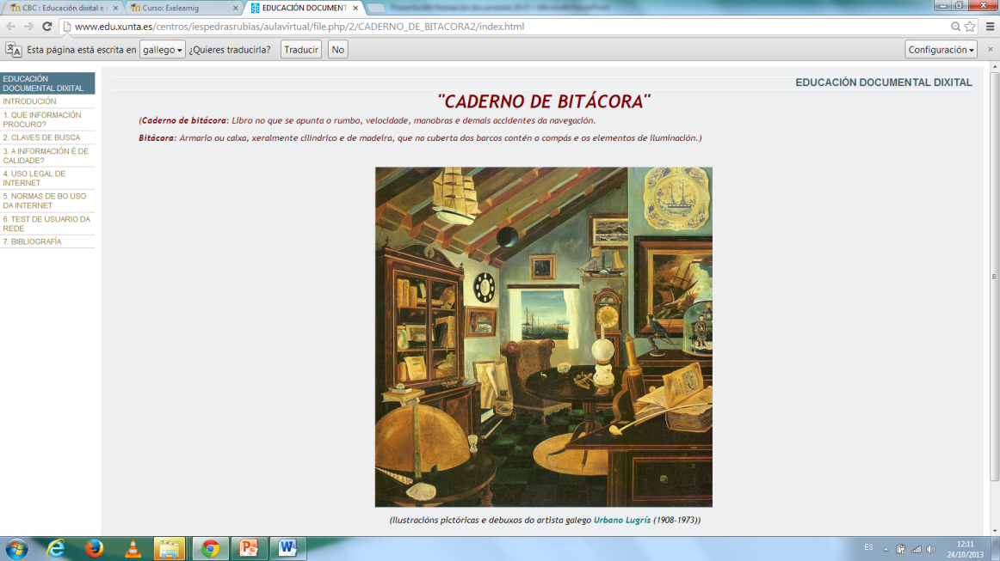 CBC : Educación dixital e
Curso: Exelearnig
EDUCACIÓN DOCUMENT
www.edu.xunta.es/centros/iespedrasrubias/aulavirtual/file.php/2/CADERNO_DE_BITACORA2/index.html
Esta página está escrita en gallego ¿Quieres traducirla? Traducir No Configuración
EDUCACIÓN
DOCUMENTAL DIXITAL
INTRODUCIÓN
1. QUE INFORMACIÓN
PROCURO?
2. CLAVES DE BUSCA
3. A INFORMACIÓN É DE
CALIDADE?
4. USO LEGAL DE
INTERNET
5. NORMAS DE BO USO
DA INTERNET
6. TEST DE USUARIO DA
REDE
7. BIBLIOGRAFÍA
EDUCACIÓN DOCUMENTAL DIXITAL
"CADERNO DE BITÁCORA"
(Caderno de bitácora: Libro no que se apunta o rumbo, velocidade, manobras e demais accidentes da navegación.
Bitácora: Armario ou caixa, xeralmente cilíndrico e de madeira, que na cuberta dos barcos contén o compás e os elementos de iluminación.)
(Ilustracións pictóricas e debuxos do artista galego Urbano Lugrís (1908-1973))
ES
12:11
24/10/2013